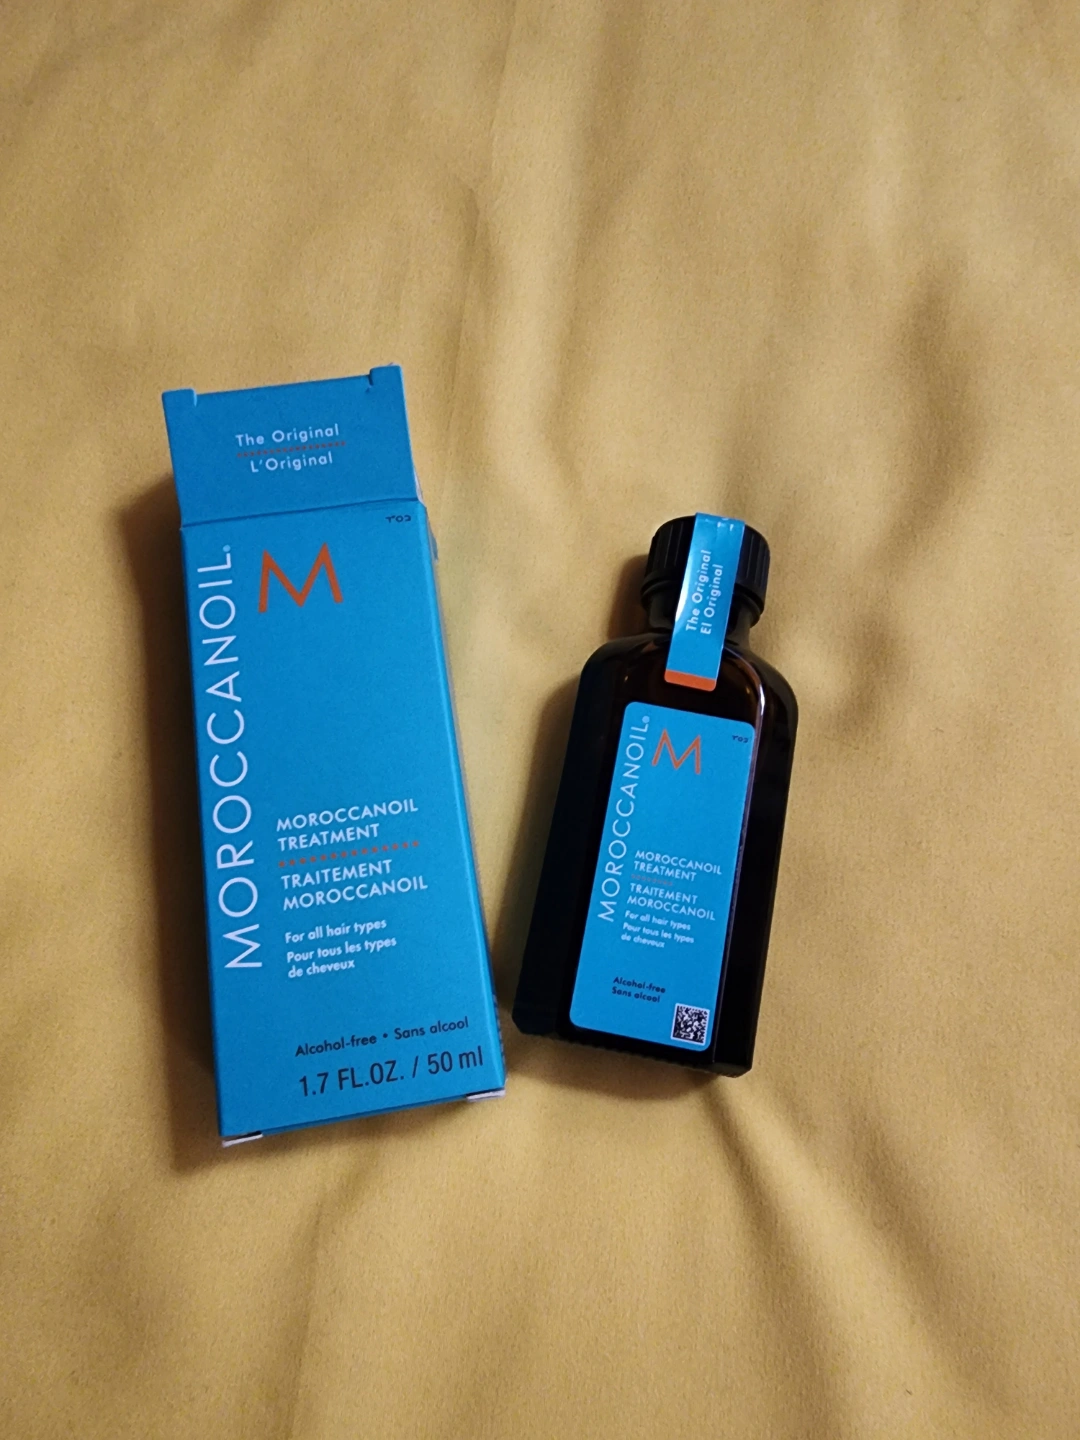 The Original
L'Original
MOROCCANOIL®
M
MOROCCANOIL
TREATMENT
TRAITEMENT
MOROCCANOIL
For all hair types
Pour tous les types
de cheveux
Alcohol-free • Sans alcool
1.7 FL.OZ. / 50 ml
The Original
El Original
MOROCCANOIL®
M
MOROCCANOIL
TREATMENT
TRAITEMENT
MOROCCANOIL
For all hair types
Pour tous les types
de cheveux
Alcohol-free
Sans alcool